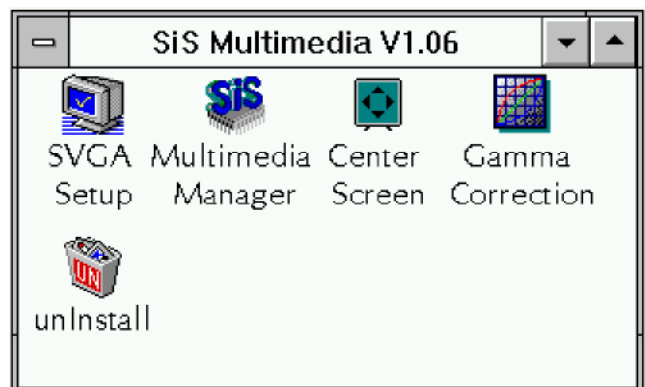 SiS Multimedia V1.06
SiS
SVGA Multimedia Center Gamma
Setup Manager Screen Correction
UN
unInstall